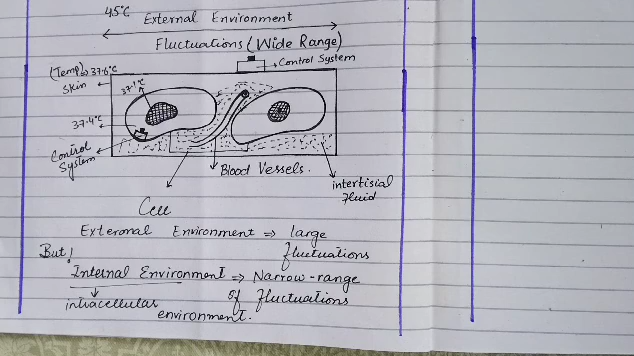 45°C
External Environment
Fluctuations (Wide Range)
→ Control System
(Temp) 37.6°C
Skin
37.1°C
37.4°C
Control
System
Blood Vessels.
intertisial
fluid
Cell
Exteronal Environment ⇒ large
fluctuations
But!
Internal Environment ⇒ Narrow-range
of fluctuations
intracellular
environment.